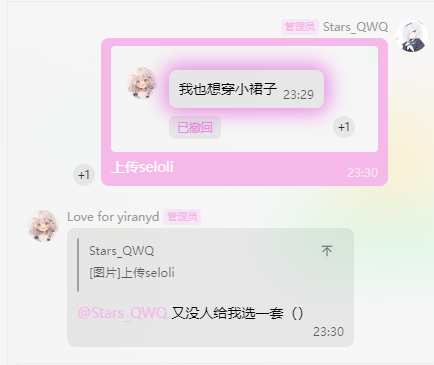 管理员 Stars_QWQ
我也想穿小裙子 23:29
已撤回
+1
+1
上传seloli
23:30
Love for yiranyd 管理员
Stars_QWQ
[图片]上传seloli
@Stars_QWQ 又没人给我选一套（）
23:30